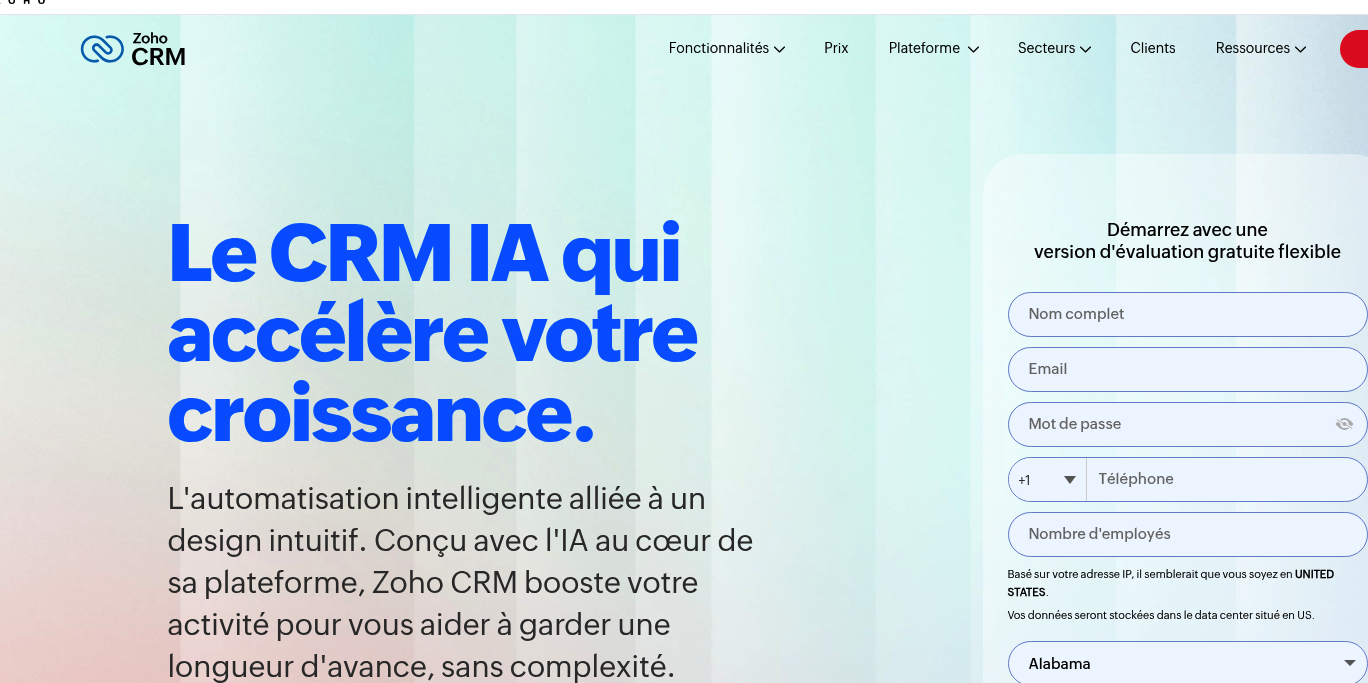 Zoho
CRM
Fonctionnalités
Prix
Plateforme
Secteurs
Clients
Ressources
Le CRM IA qui
accélère votre
croissance.
L'automatisation intelligente alliée à un
design intuitif. Conçu avec l'IA au cœur de
sa plateforme, Zoho CRM booste votre
activité pour vous aider à garder une
longueur d'avance, sans complexité.
Démarrez avec une
version d'évaluation gratuite flexible
Nom complet
Email
Mot de passe
+1 Téléphone
Nombre d'employés
Basé sur votre adresse IP, il semblerait que vous soyez en UNITED
STATES.
Vos données seront stockées dans le data center situé en US.
Alabama